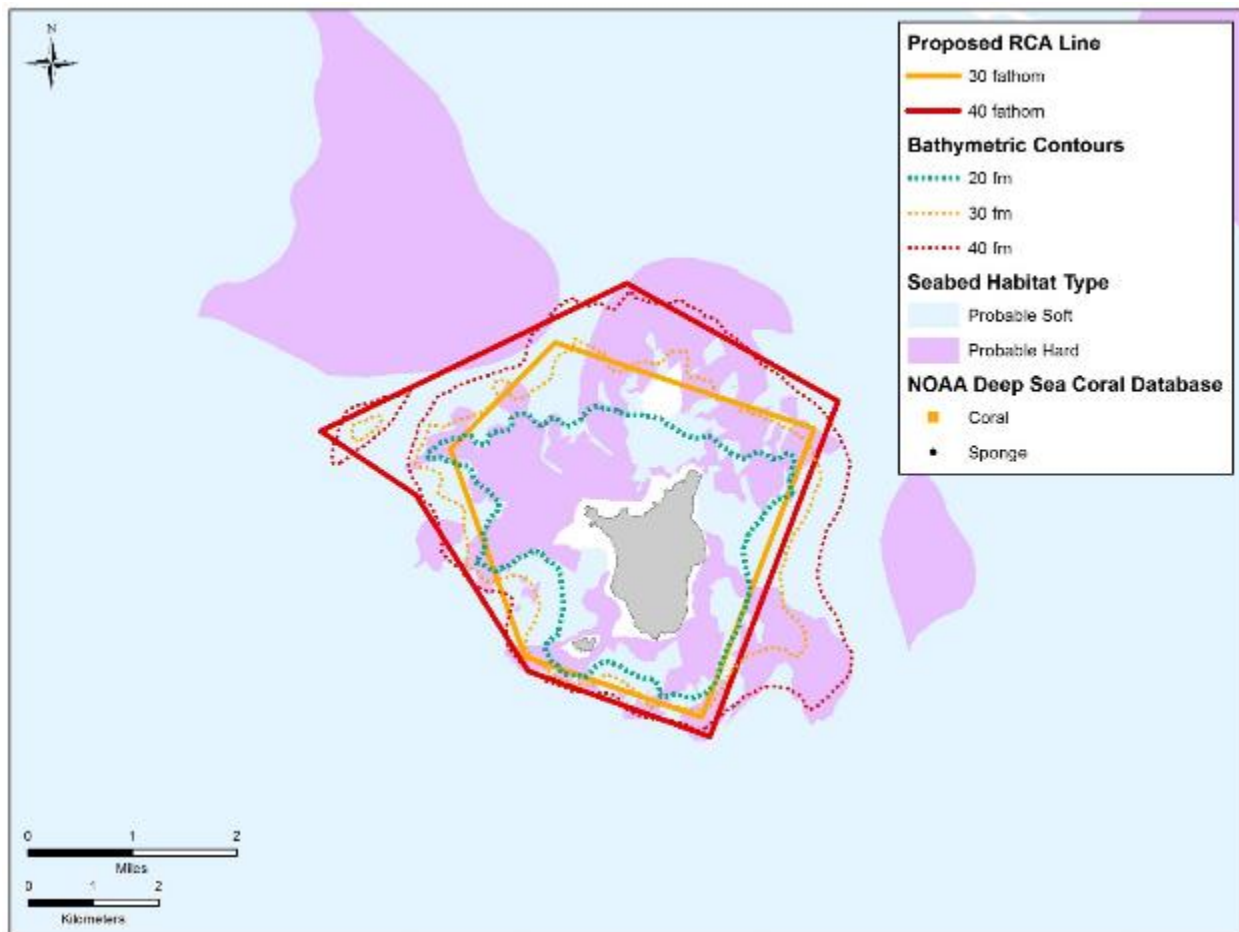 N
Proposed RCA Line
30 fathom
40 fathom
Bathymetric Contours
20 fm
30 fm
40 fm
Seabed Habitat Type
Probable Soft
Probable Hard
NOAA Deep Sea Coral Database
Coral
Sponge
0 1 2
Miles
0 1 2
Kilometers